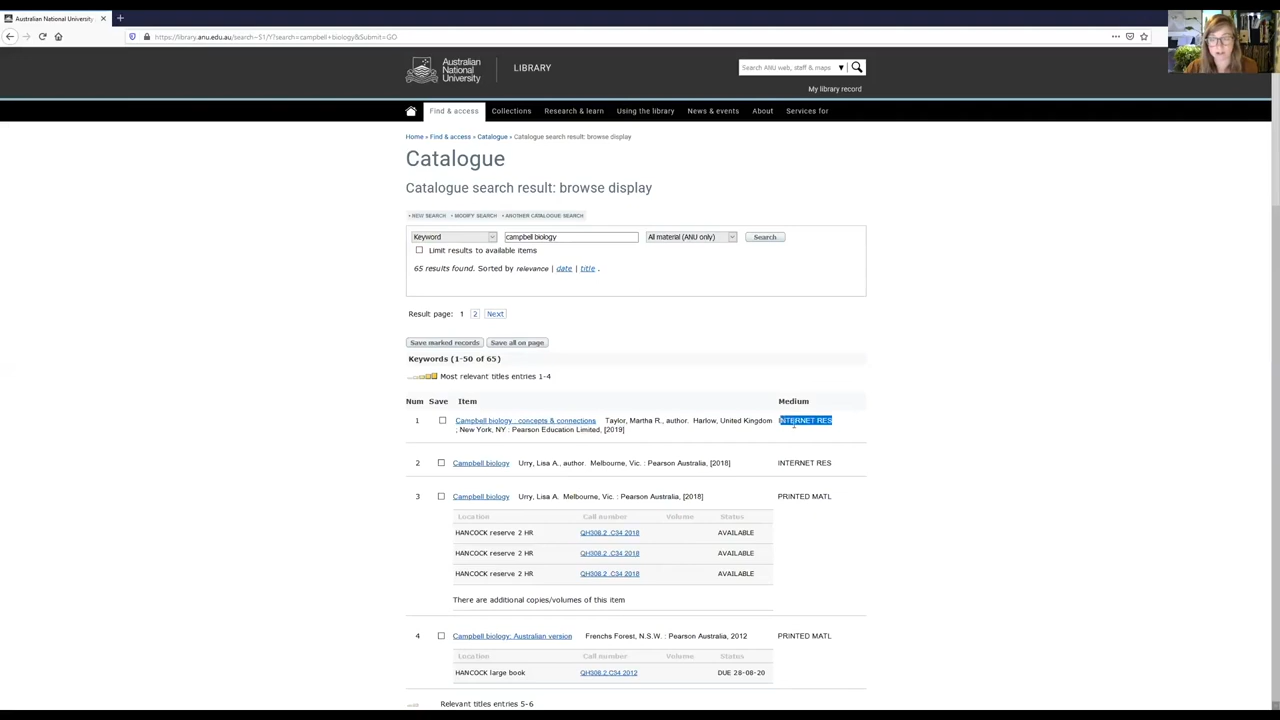 Australian National University
https://library.anu.edu.au/search~S1/Y?search=campbell+biology&Submit=GO
Australian
National
University
LIBRARY
Search ANU web, staff & maps
My library record
Find & access Collections Research & learn Using the library News & events About Services for
Home » Find & access » Catalogue » Catalogue search result: browse display
Catalogue
Catalogue search result: browse display
NEW SEARCH MODIFY SEARCH ANOTHER CATALOGUE SEARCH
Keyword campbell biology All material (ANU only) Search
Limit results to available items
65 results found. Sorted by relevance | date | title .
Result page: 1 2 Next
Save marked records Save all on page
Keywords (1-50 of 65)
Most relevant titles entries 1-4
Num Save Item Medium
1 Campbell biology : concepts & connections Taylor, Martha R., author. Harlow, United Kingdom INTERNET RES
; New York, NY : Pearson Education Limited, [2019]
2 Campbell biology Urry, Lisa A., author. Melbourne, Vic. : Pearson Australia, [2018] INTERNET RES
3 Campbell biology Urry, Lisa A. Melbourne, Vic. : Pearson Australia, [2018] PRINTED MATL
Location Call number Volume Status
HANCOCK reserve 2 HR QH308.2 .C34 2018 AVAILABLE
HANCOCK reserve 2 HR QH308.2 .C34 2018 AVAILABLE
HANCOCK reserve 2 HR QH308.2 .C34 2018 AVAILABLE
There are additional copies/volumes of this item
4 Campbell biology: Australian version Frenchs Forest, N.S.W. : Pearson Australia, 2012 PRINTED MATL
Location Call number Volume Status
HANCOCK large book QH308.2.C34 2012 DUE 28-08-20
Relevant titles entries 5-6